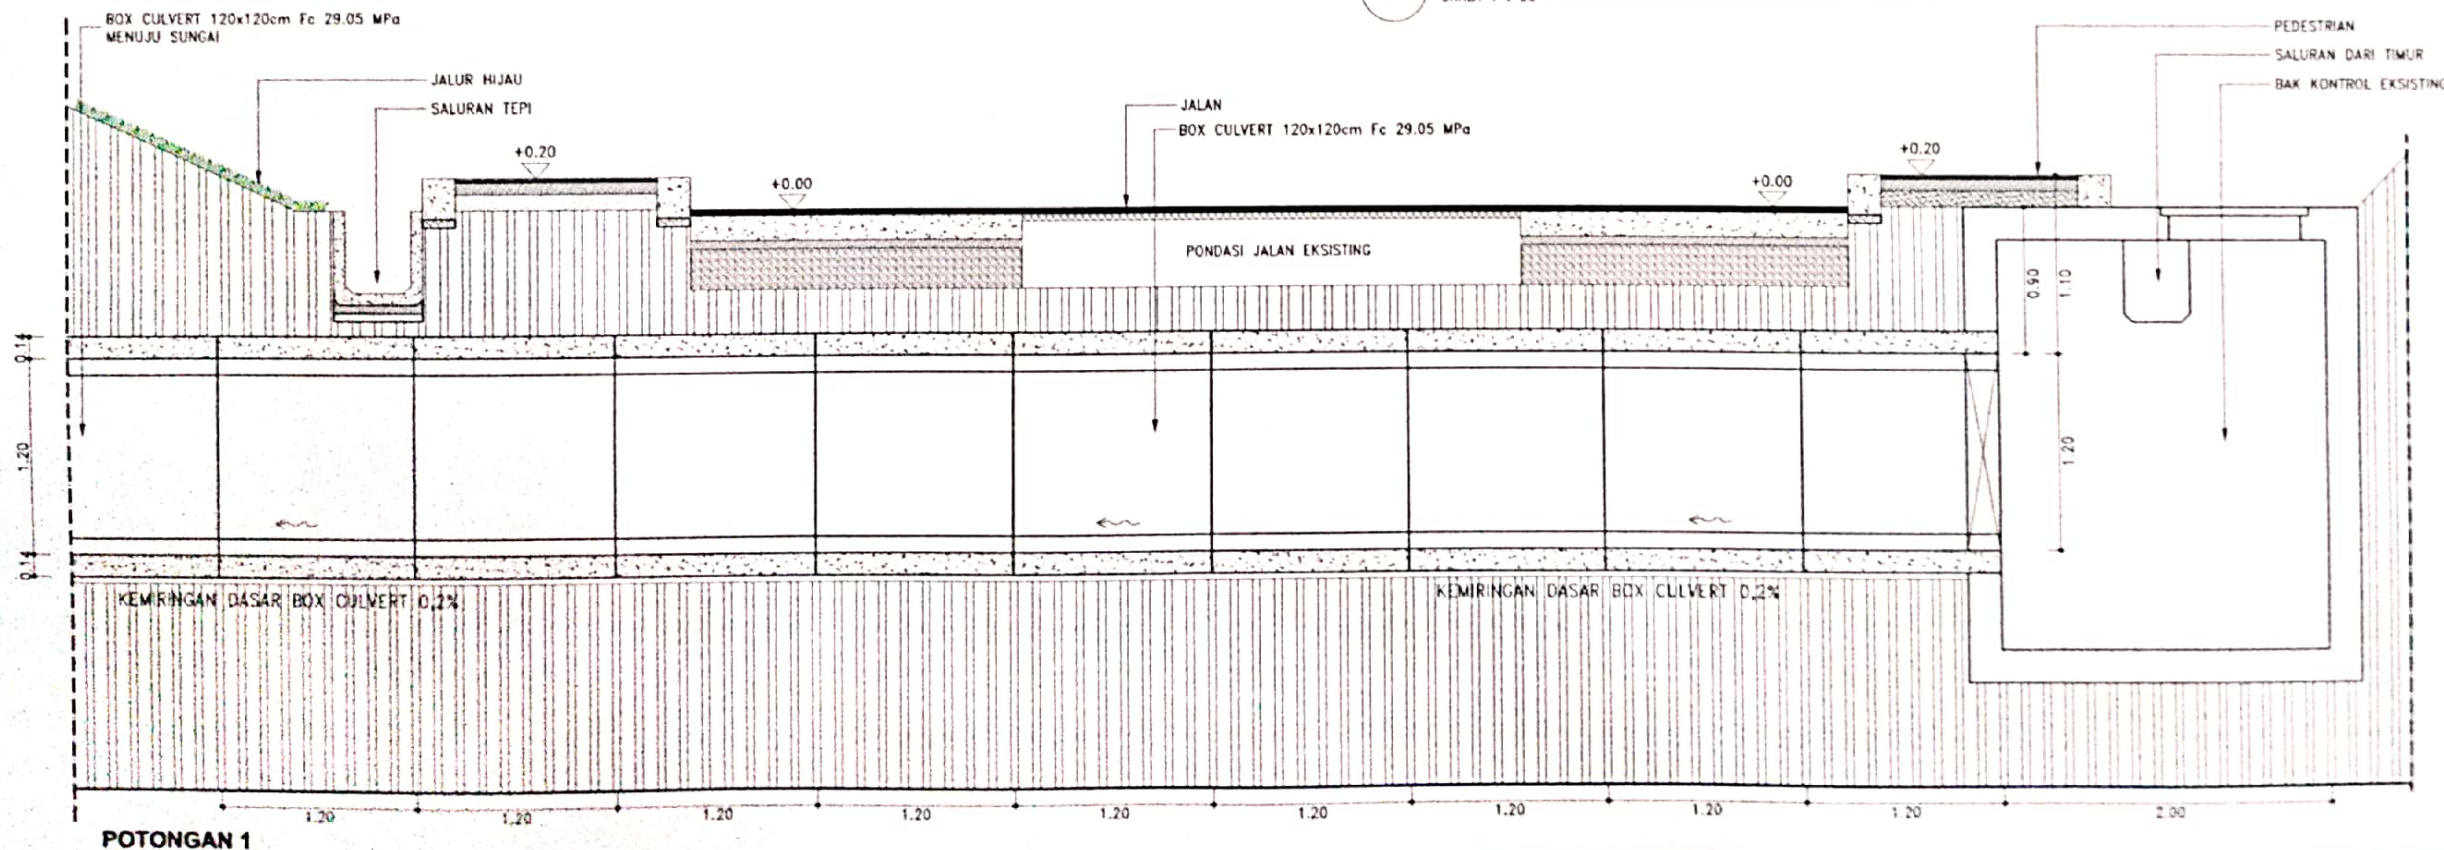 BOX CULVERT 120x120cm Fc 29.05 MPa
MENUJU SUNGAI
JALUR HIJAU
SALURAN TEPI
JALAN
BOX CULVERT 120x120cm Fc 29.05 MPa
PEDESTRIAN
SALURAN DARI TIMUR
BAK KONTROL EKSISTING
+0.20
+0.00
+0.00
+0.20
PONDASI JALAN EKSISTING
0.90
1.10
0.14
1.20
1.20
0.14
KEMIRINGAN DASAR BOX CULVERT 0,2%
KEMIRINGAN DASAR BOX CULVERT 0,2%
1.20 1.20 1.20 1.20 1.20 1.20 1.20 1.20 1.20 2.00
POTONGAN 1